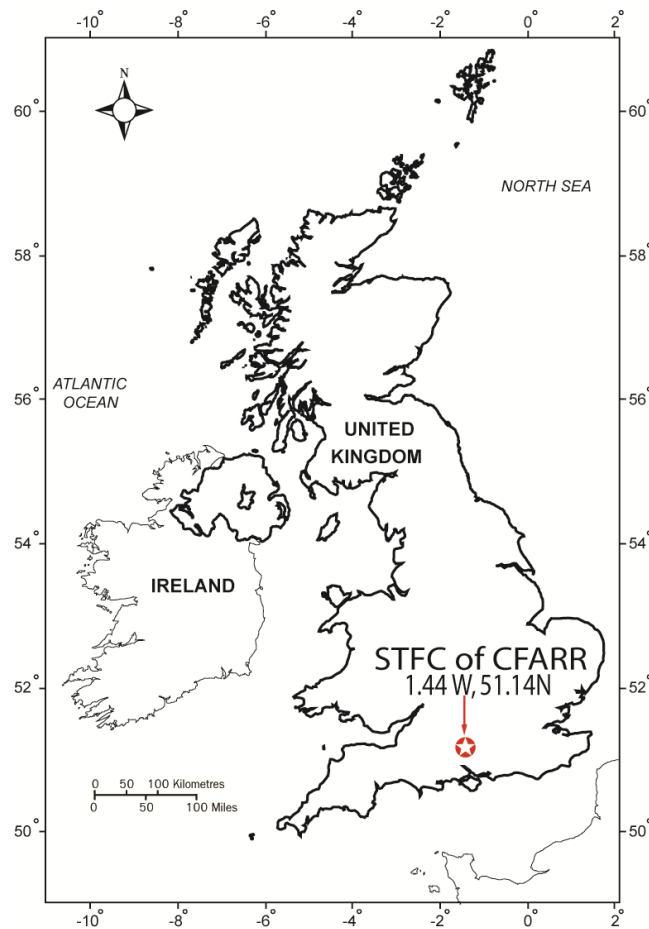 -10° -8° -6° -4° -2° 0° 2°
N
60° 60°
NORTH SEA
58° 58°
ATLANTIC
OCEAN
56° 56°
UNITED
KINGDOM
54° 54°
IRELAND
STFC of CFARR
1.44 W, 51.14N
52° 52°
0 50 100 Kilometres
0 50 100 Miles
50° 50°
-10° -8° -6° -4° -2° 0° 2°